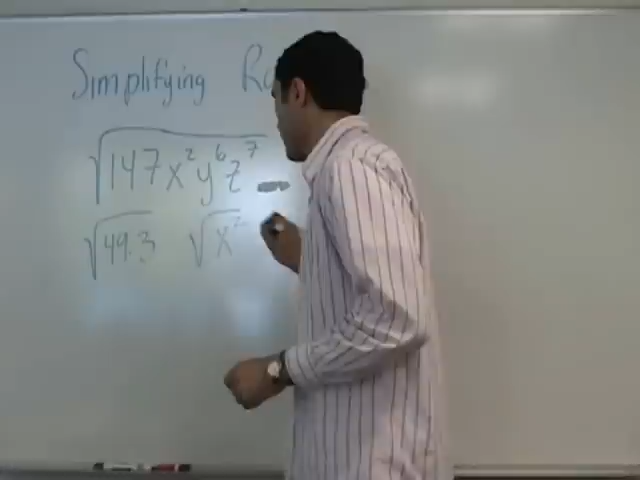 Simplifying
√147x²y⁶z⁷
√49.3 √x²